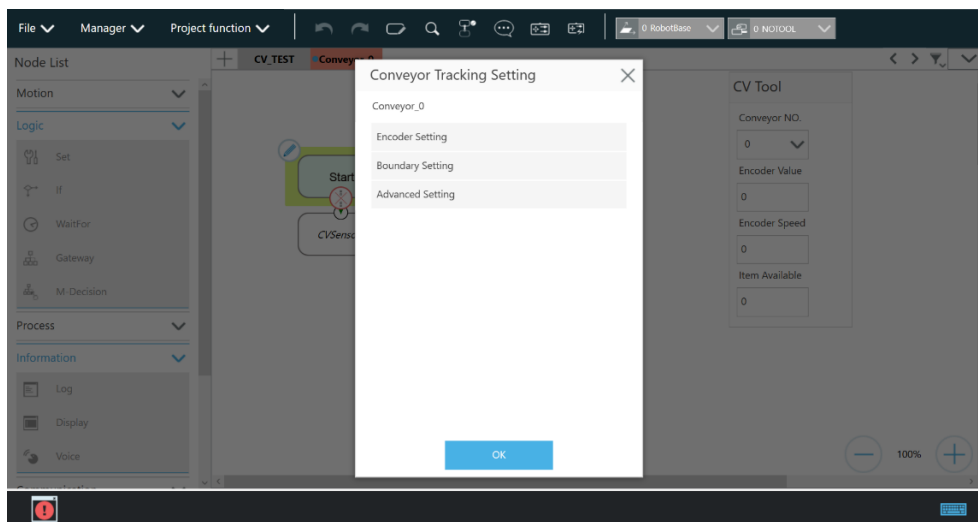 File Manager Project function 0 RobotBase 0 NOTOOL
Node List
CV_TEST
Motion
Logic
Set
If
WaitFor
Gateway
M-Decision
Process
Information
Log
Display
Voice
Start
Conveyor Tracking Setting
Conveyor_0
Encoder Setting
Boundary Setting
Advanced Setting
OK
CV Tool
Conveyor NO.
0
Encoder Value
0
Encoder Speed
0
Item Available
0
100%